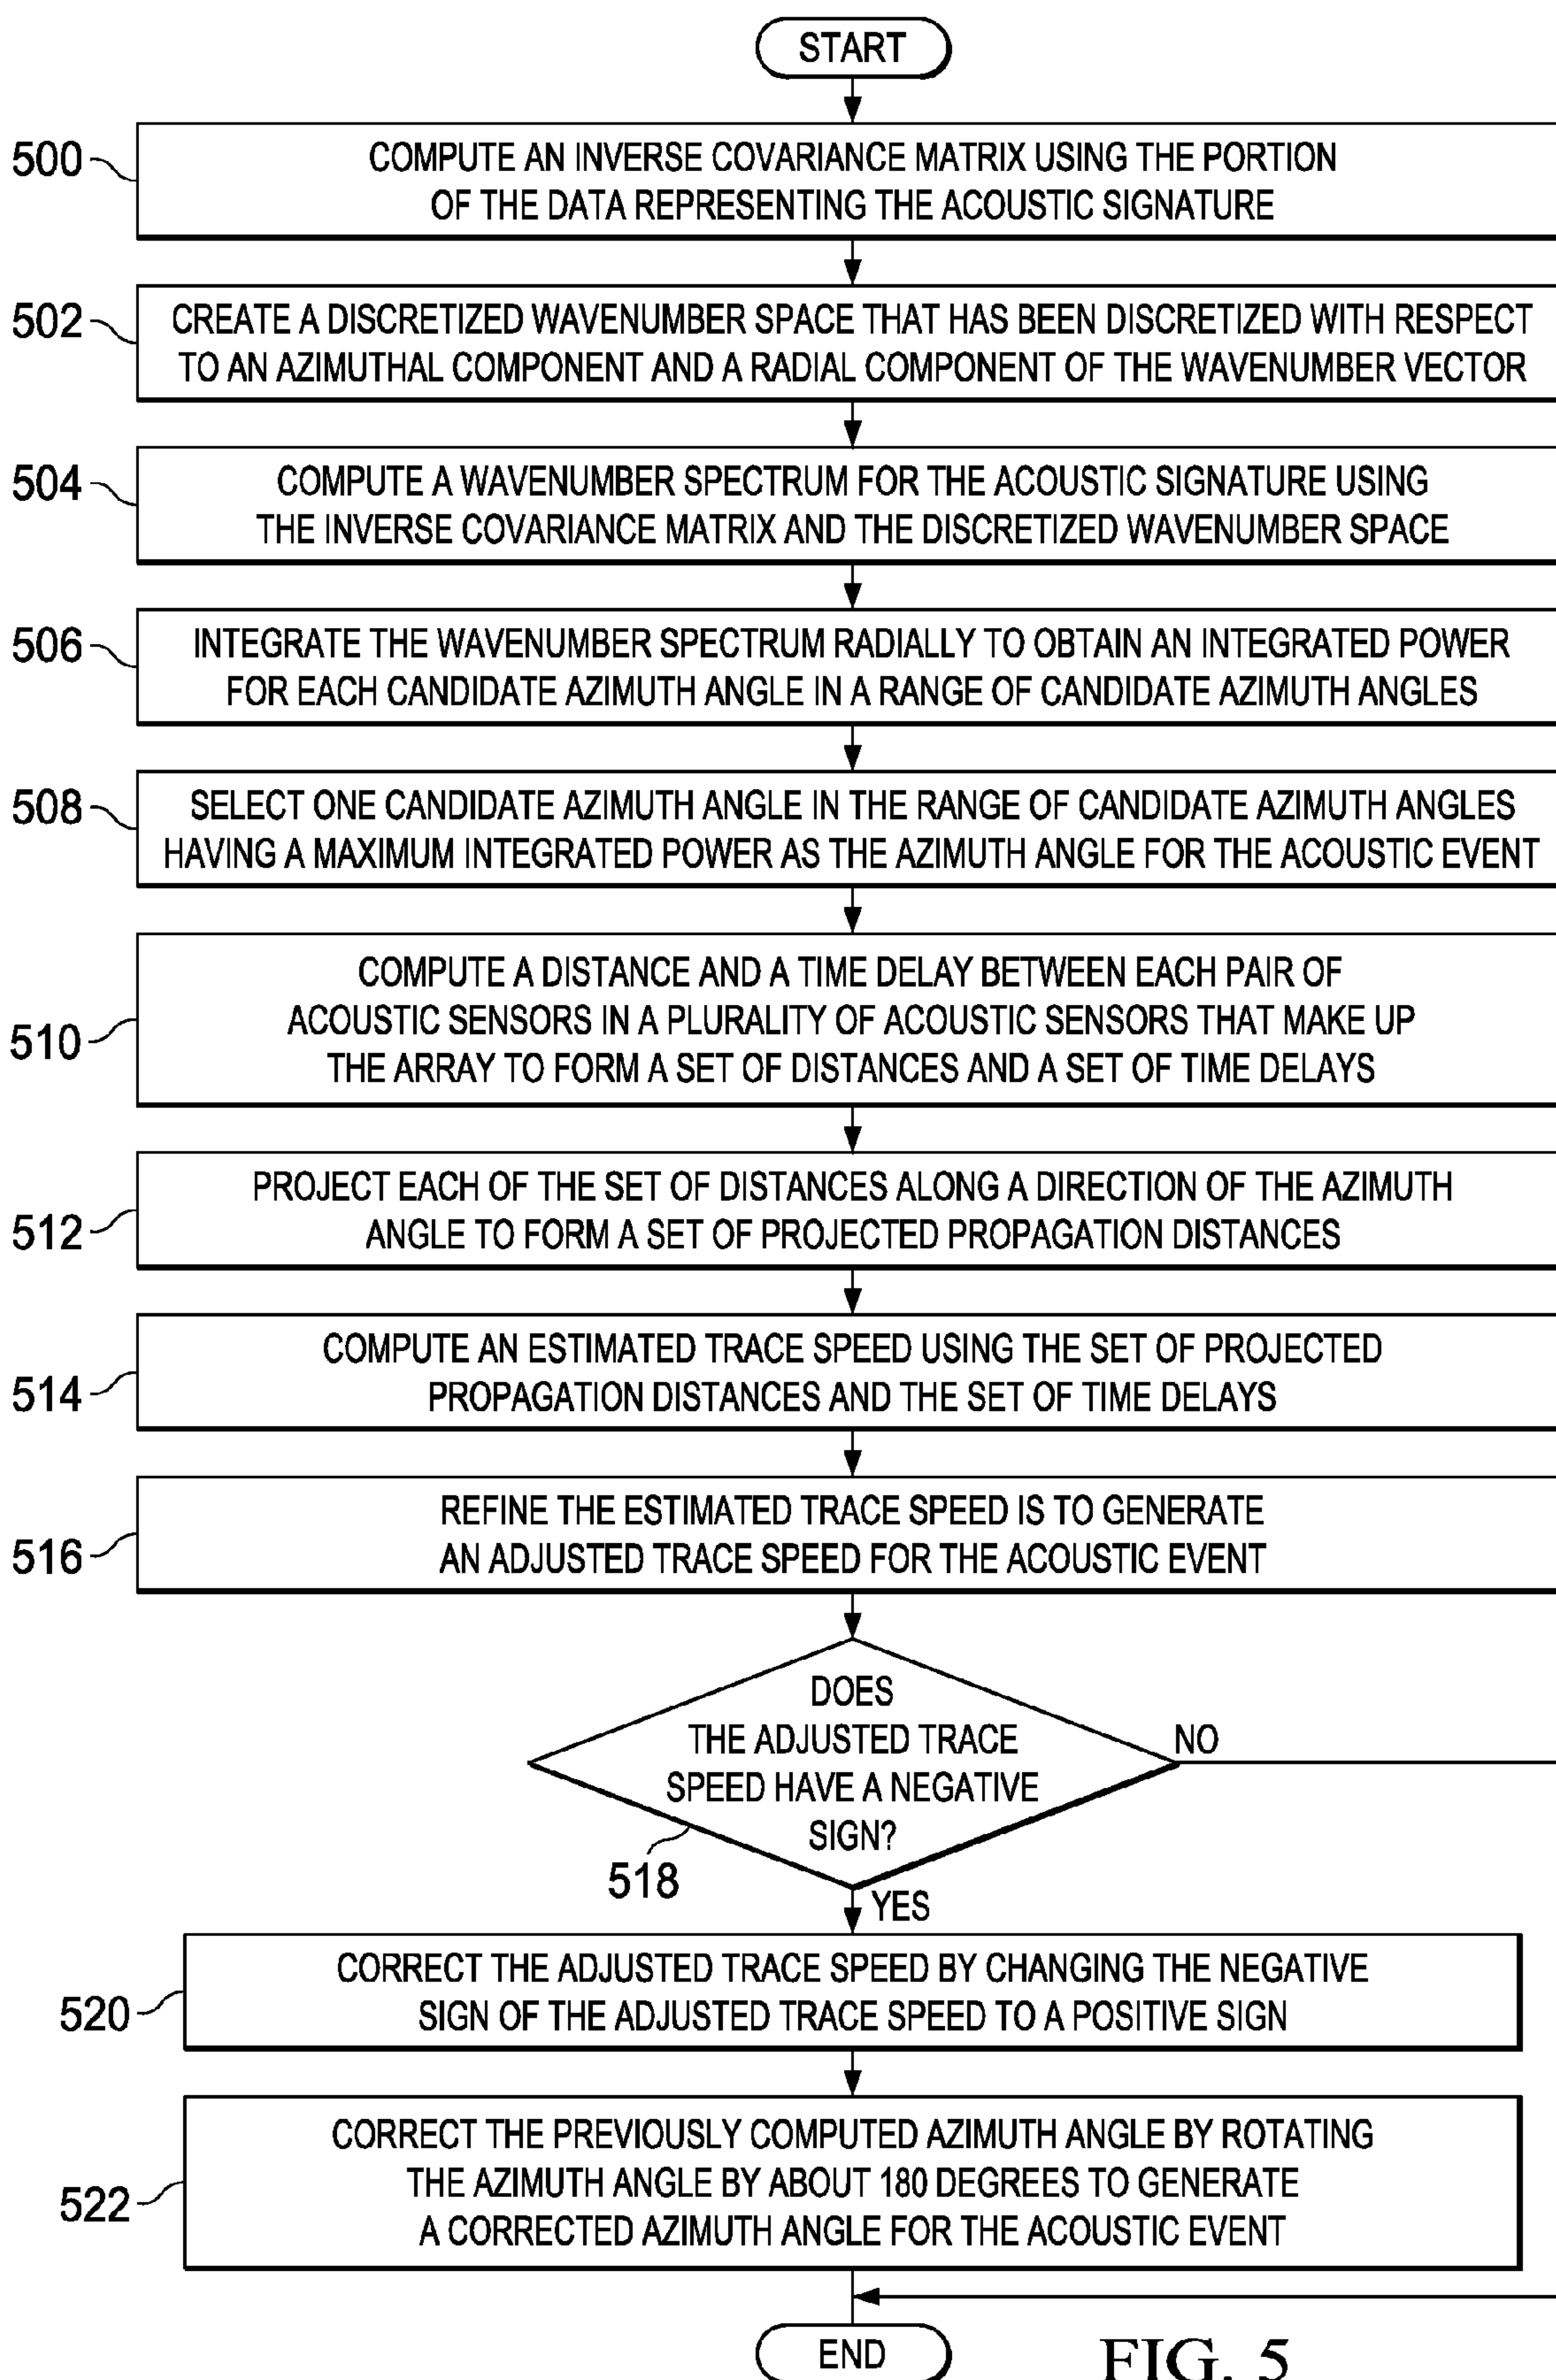 START
500
COMPUTE AN INVERSE COVARIANCE MATRIX USING THE PORTION
OF THE DATA REPRESENTING THE ACOUSTIC SIGNATURE
502
CREATE A DISCRETIZED WAVENUMBER SPACE THAT HAS BEEN DISCRETIZED WITH RESPECT
TO AN AZIMUTHAL COMPONENT AND A RADIAL COMPONENT OF THE WAVENUMBER VECTOR
504
COMPUTE A WAVENUMBER SPECTRUM FOR THE ACOUSTIC SIGNATURE USING
THE INVERSE COVARIANCE MATRIX AND THE DISCRETIZED WAVENUMBER SPACE
506
INTEGRATE THE WAVENUMBER SPECTRUM RADIALLY TO OBTAIN AN INTEGRATED POWER
FOR EACH CANDIDATE AZIMUTH ANGLE IN A RANGE OF CANDIDATE AZIMUTH ANGLES
508
SELECT ONE CANDIDATE AZIMUTH ANGLE IN THE RANGE OF CANDIDATE AZIMUTH ANGLES
HAVING A MAXIMUM INTEGRATED POWER AS THE AZIMUTH ANGLE FOR THE ACOUSTIC EVENT
510
COMPUTE A DISTANCE AND A TIME DELAY BETWEEN EACH PAIR OF
ACOUSTIC SENSORS IN A PLURALITY OF ACOUSTIC SENSORS THAT MAKE UP
THE ARRAY TO FORM A SET OF DISTANCES AND A SET OF TIME DELAYS
512
PROJECT EACH OF THE SET OF DISTANCES ALONG A DIRECTION OF THE AZIMUTH
ANGLE TO FORM A SET OF PROJECTED PROPAGATION DISTANCES
514
COMPUTE AN ESTIMATED TRACE SPEED USING THE SET OF PROJECTED
PROPAGATION DISTANCES AND THE SET OF TIME DELAYS
516
REFINE THE ESTIMATED TRACE SPEED IS TO GENERATE
AN ADJUSTED TRACE SPEED FOR THE ACOUSTIC EVENT
DOES
THE ADJUSTED TRACE
SPEED HAVE A NEGATIVE
SIGN?
NO
518
YES
520
CORRECT THE ADJUSTED TRACE SPEED BY CHANGING THE NEGATIVE
SIGN OF THE ADJUSTED TRACE SPEED TO A POSITIVE SIGN
522
CORRECT THE PREVIOUSLY COMPUTED AZIMUTH ANGLE BY ROTATING
THE AZIMUTH ANGLE BY ABOUT 180 DEGREES TO GENERATE
A CORRECTED AZIMUTH ANGLE FOR THE ACOUSTIC EVENT
END
FIG. 5